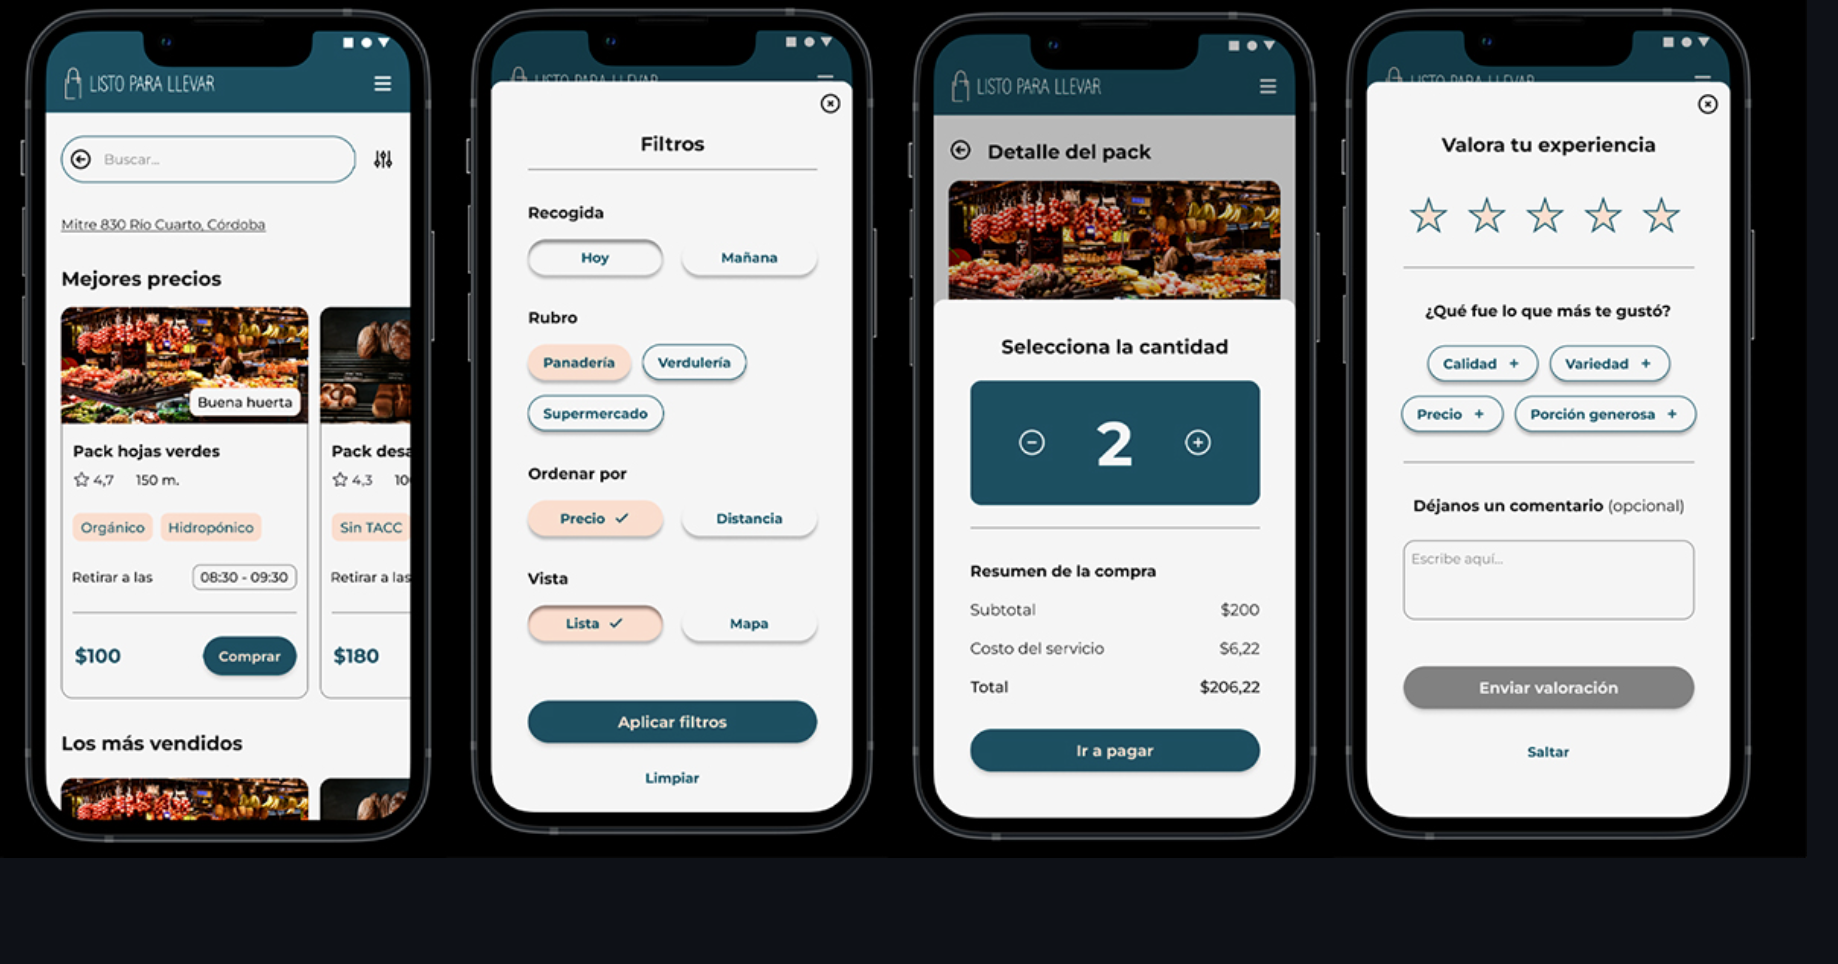 LISTO PARA LLEVAR
Buscar...
Mitre 830 Río Cuarto, Córdoba
Mejores precios
Buena huerta
Pack hojas verdes
4,7 150 m.
Orgánico Hidropónico
Retirar a las 08:30 - 09:30
$100 Comprar
Pack desa
4,3 10
Sin TACC
Retirar a las
$180
Los más vendidos
LISTO PARA LLEVAR
Filtros
Recogida
Hoy Mañana
Rubro
Panadería Verdulería
Supermercado
Ordenar por
Precio Distancia
Vista
Lista Mapa
Aplicar filtros
Limpiar
LISTO PARA LLEVAR
Detalle del pack
Selecciona la cantidad
2
Resumen de la compra
Subtotal $200
Costo del servicio $6,22
Total $206,22
Ir a pagar
LISTO PARA LLEVAR
Valora tu experiencia
¿Qué fue lo que más te gustó?
Calidad + Variedad +
Precio + Porción generosa +
Déjanos un comentario (opcional)
Escribe aquí...
Enviar valoración
Saltar